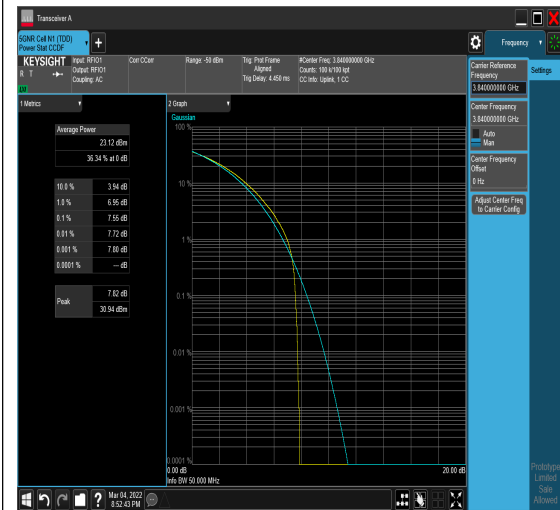 Transceiver A
5GNR Cell N1 (TDD)
Power Stat CCDF
Frequency
KEYSIGHT
R T
Input: RFIO1
Output: RFIO1
Coupling: AC
Corr CCorr
Range: -50 dBm
Trig: Prot Frame
Aligned
Trig Delay: 4.450 ms
#Center Freq: 3.840000000 GHz
Counts: 100 k/100 kpt
CC Info: Uplink, 1 CC
1 Metrics
Average Power
23.12 dBm
36.34 % at 0 dB
10.0 % 3.94 dB
1.0 % 6.95 dB
0.1 % 7.55 dB
0.01 % 7.72 dB
0.001 % 7.80 dB
0.0001 % --- dB
Peak
7.82 dB
30.94 dBm
2 Graph
Gaussian
100 %
10 %
1 %
0.1 %
0.01 %
0.001 %
0.0001 %
0.00 dB
20.00 dB
Info BW 50.000 MHz
Carrier Reference
Frequency
3.840000000 GHz
Center Frequency
3.840000000 GHz
Auto
Man
Center Frequency
Offset
0 Hz
Adjust Center Freq
to Carrier Config
Settings
Prototype
Limited
Sale
Allowed
Mar 04, 2022
8:52:43 PM